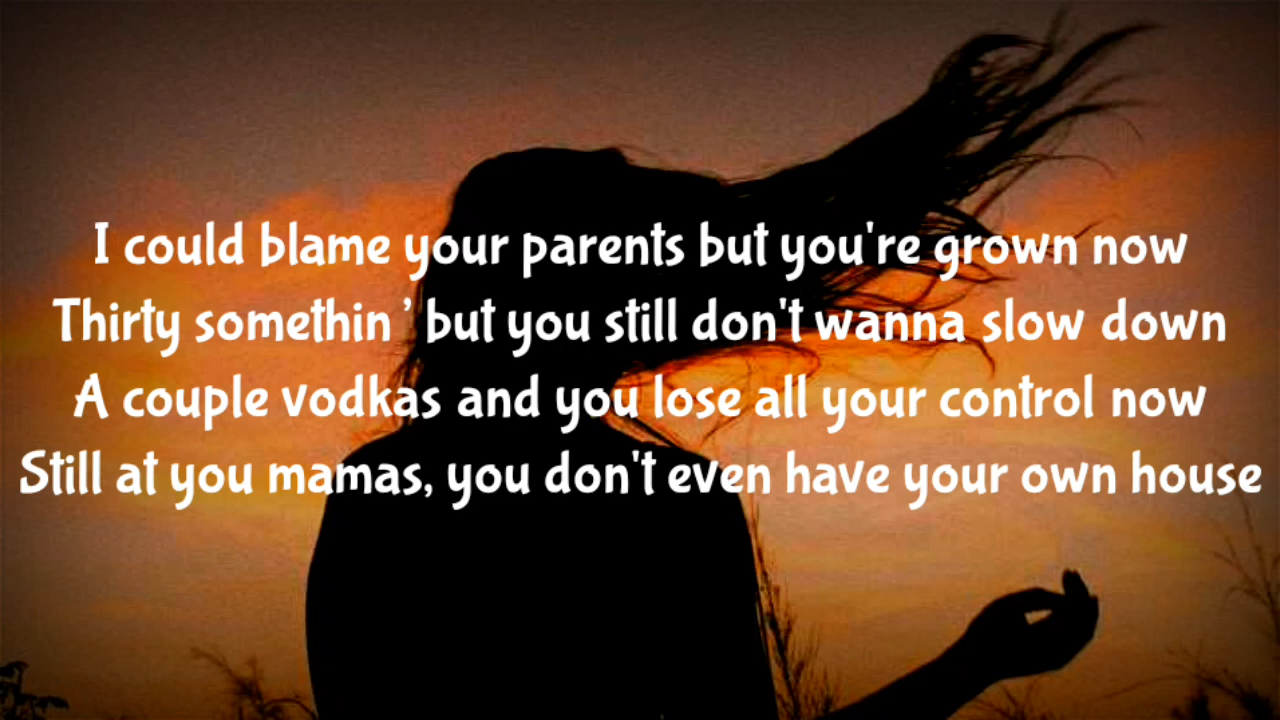 I could blame your parents but you're grown now
Thirty somethin’ but you still don't wanna slow down
A couple vodkas and you lose all your control now
Still at you mamas, you don't even have your own house